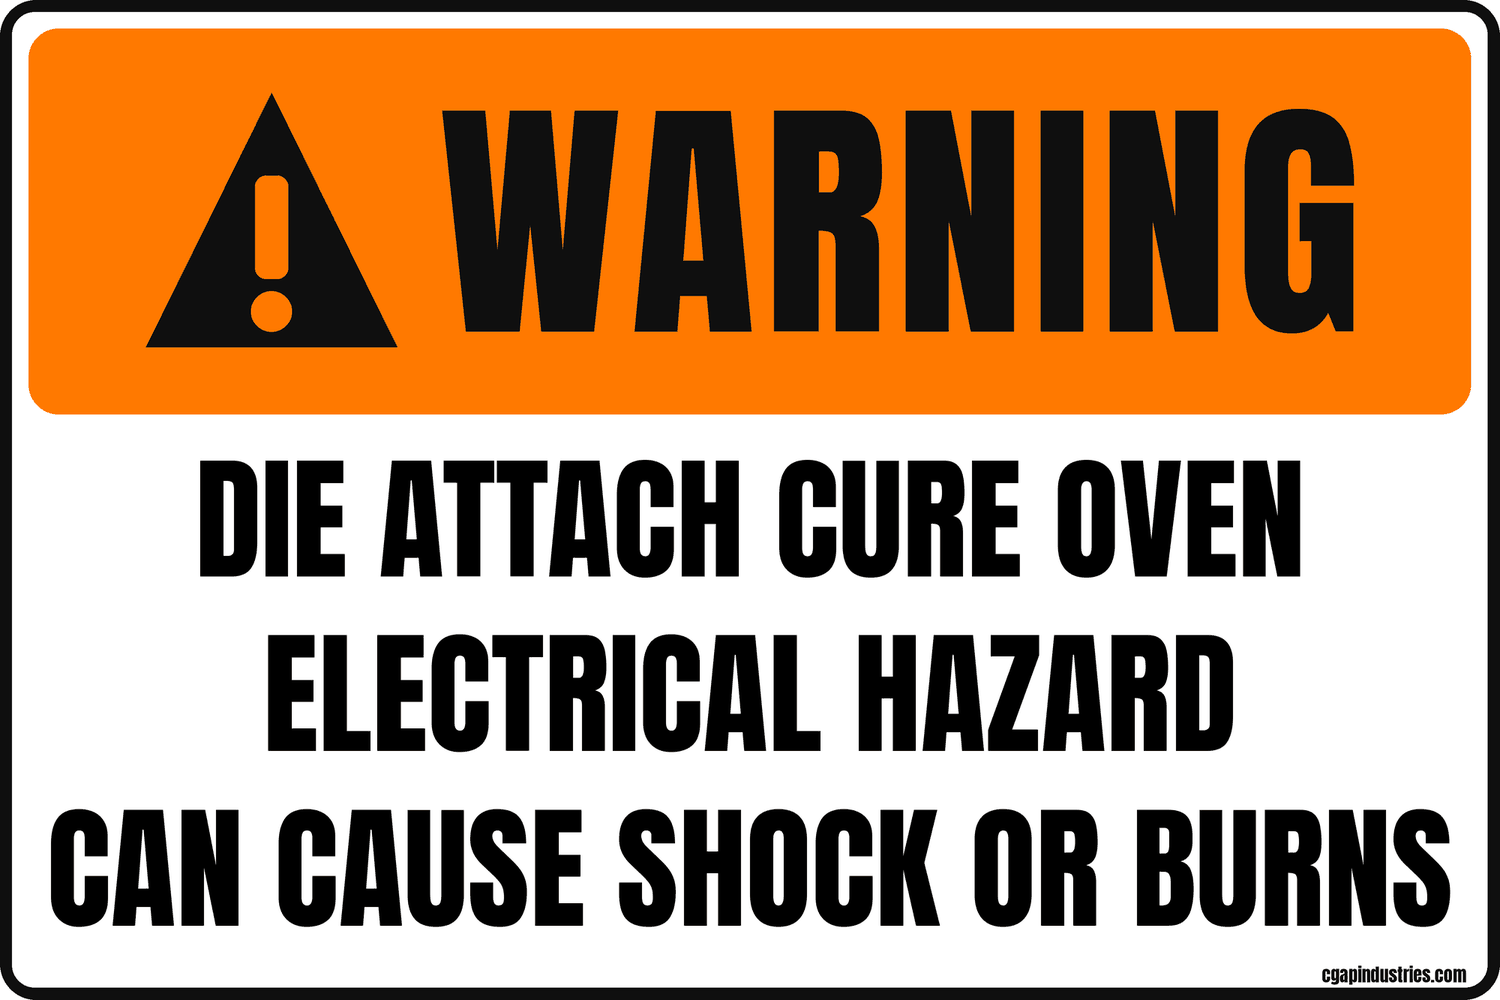 WARNING
DIE ATTACH CURE OVEN
ELECTRICAL HAZARD
CAN CAUSE SHOCK OR BURNS
cgapindustries.com